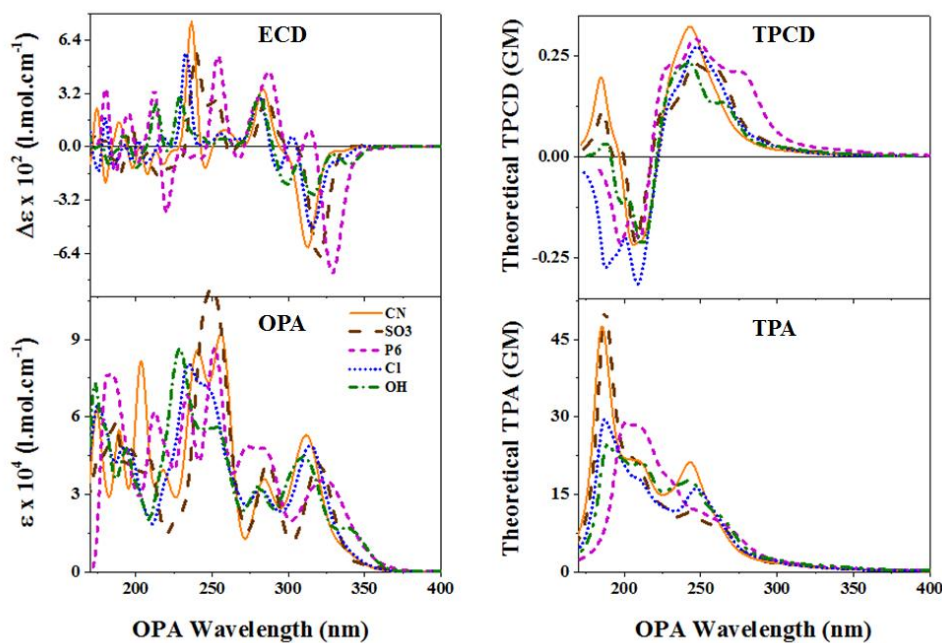 ECD
Δε x 10² (l.mol.cm⁻¹)
6.4
3.2
0.0
-3.2
-6.4
TPCD
Theoretical TPCD (GM)
0.25
0.00
-0.25
OPA
ε x 10⁴ (l.mol.cm⁻¹)
9
6
3
0
CN
SO3
P6
Cl
OH
200 250 300 350 400
OPA Wavelength (nm)
TPA
Theoretical TPA (GM)
45
30
15
0
200 250 300 350 400
OPA Wavelength (nm)